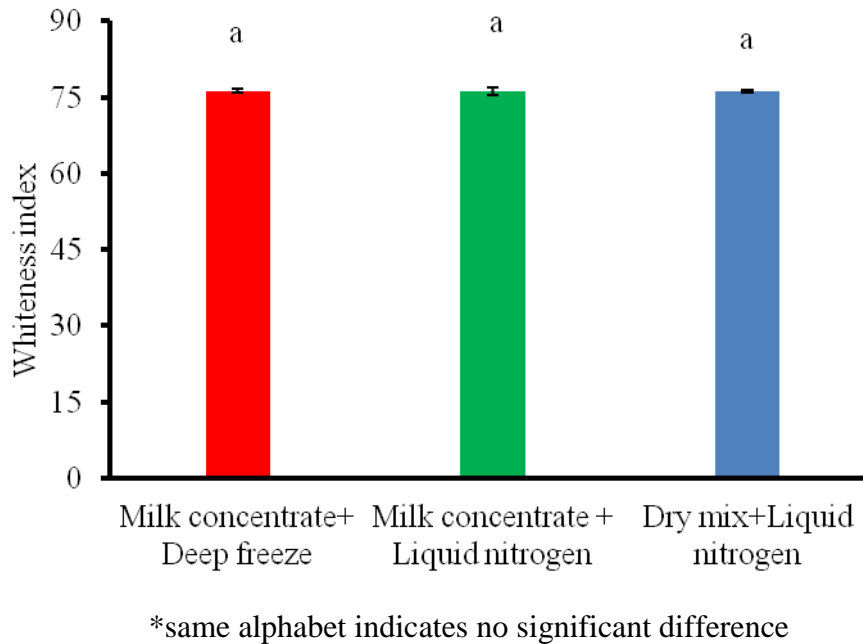 Whiteness index
90
75
60
45
30
15
0
a
a
a
Milk concentrate+
Deep freeze
Milk concentrate +
Liquid nitrogen
Dry mix+Liquid
nitrogen
*same alphabet indicates no significant difference